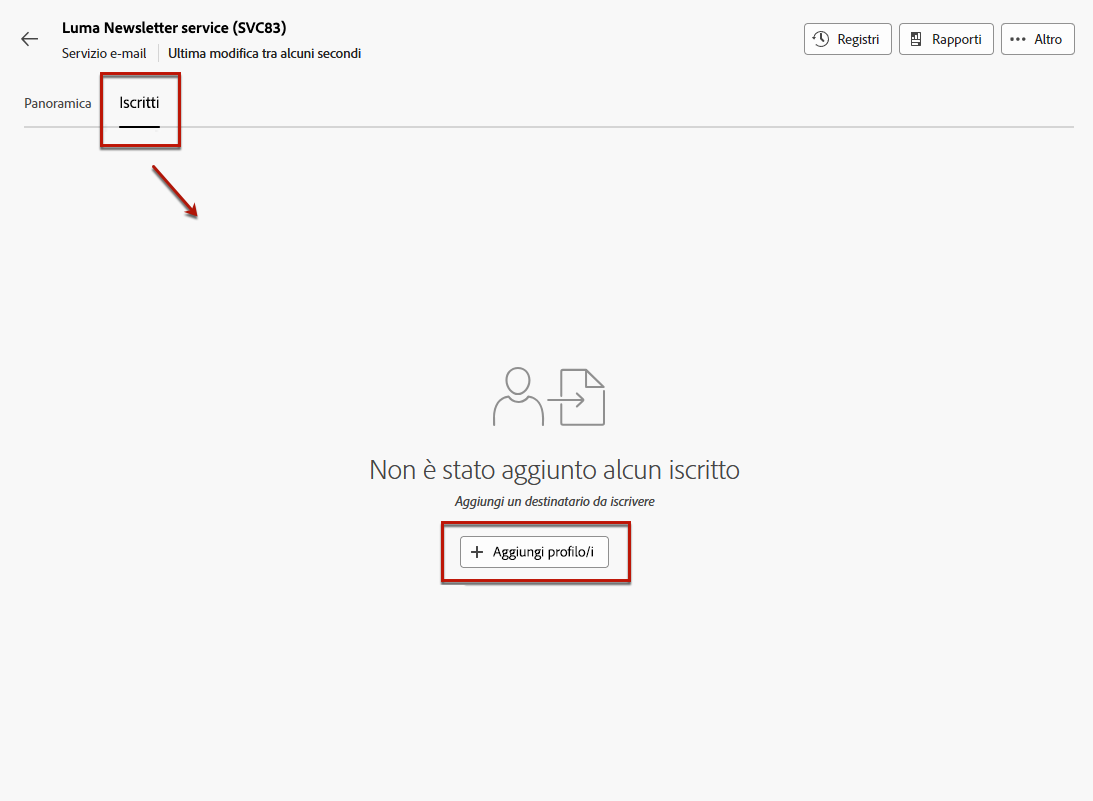 Luma Newsletter service (SVC83)
Servizio e-mail Ultima modifica tra alcuni secondi
Registri Rapporti Altro
Panoramica Iscritti
Non è stato aggiunto alcun iscritto
Aggiungi un destinatario da iscrivere
Aggiungi profilo/i